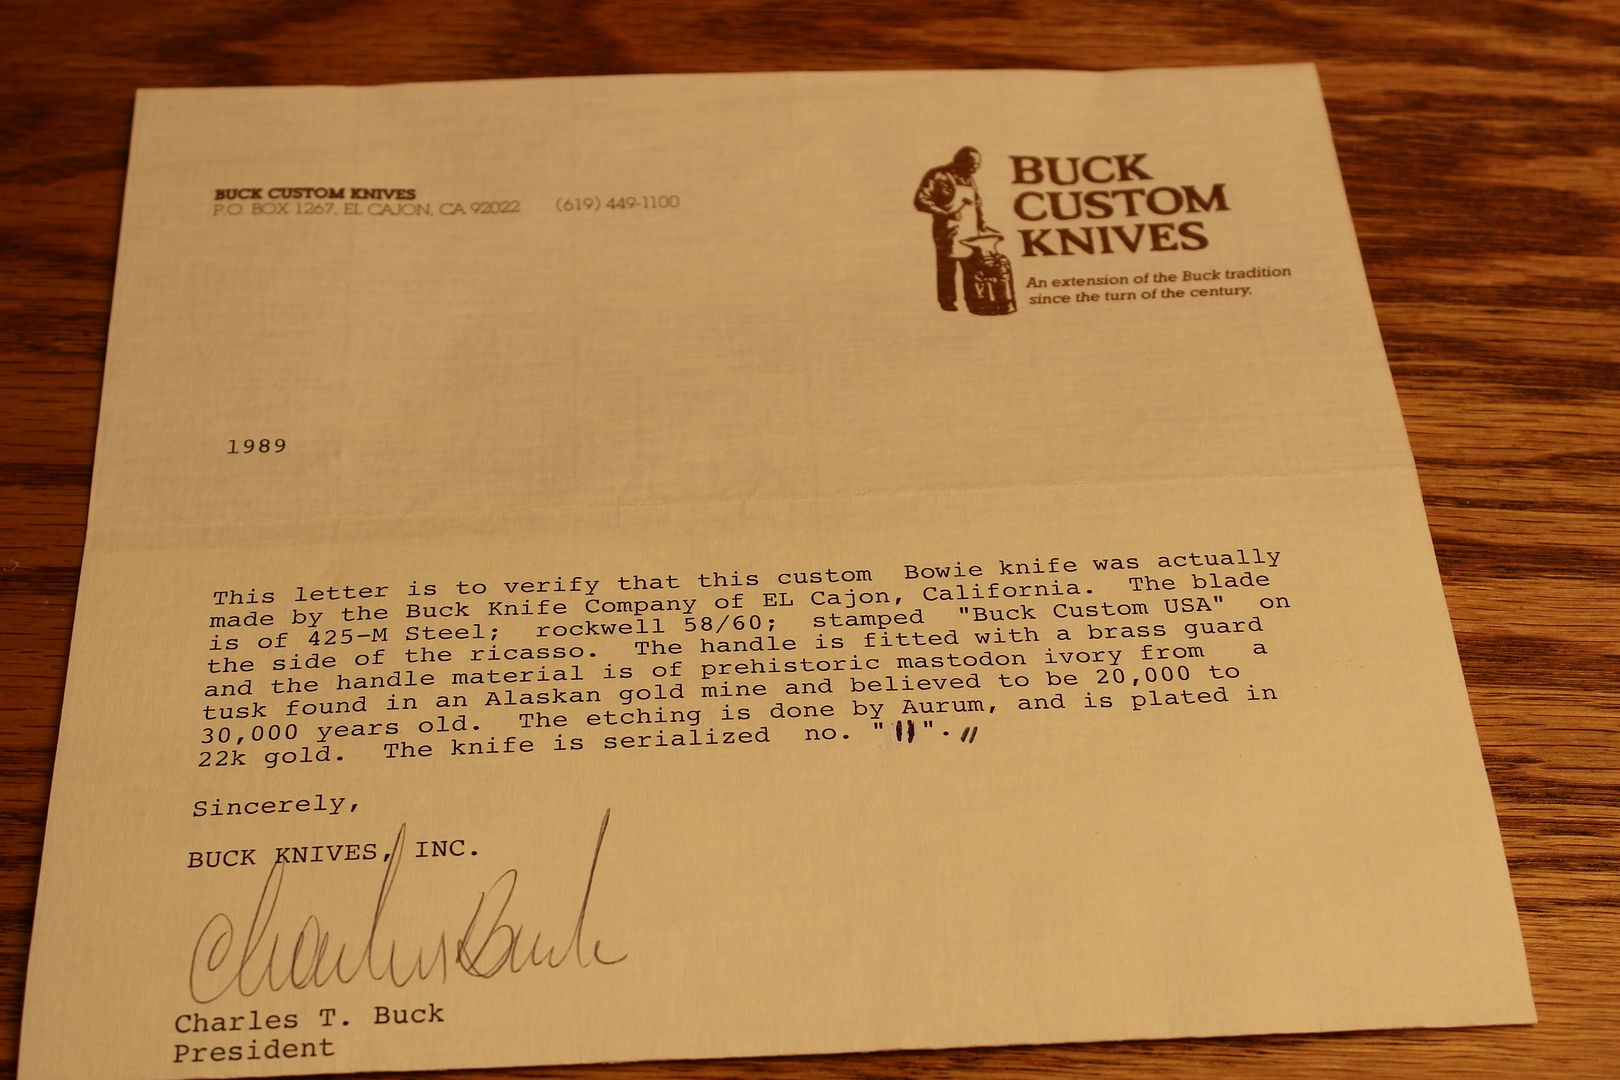 BUCK CUSTOM KNIVES
P.O. BOX 1267, EL CAJON, CA 92022 (619) 449-1100
BUCK
CUSTOM
KNIVES
An extension of the Buck tradition
since the turn of the century.
1989
This letter is to verify that this custom Bowie knife was actually
made by the Buck Knife Company of EL Cajon, California. The blade
is of 425-M Steel; rockwell 58/60; stamped "Buck Custom USA" on
the side of the ricasso. The handle is fitted with a brass guard
and the handle material is of prehistoric mastodon ivory from a
tusk found in an Alaskan gold mine and believed to be 20,000 to
30,000 years old. The etching is done by Aurum, and is plated in
22k gold. The knife is serialized no. "11". 11
Sincerely,
BUCK KNIVES, INC.
Charles Buck
Charles T. Buck
President